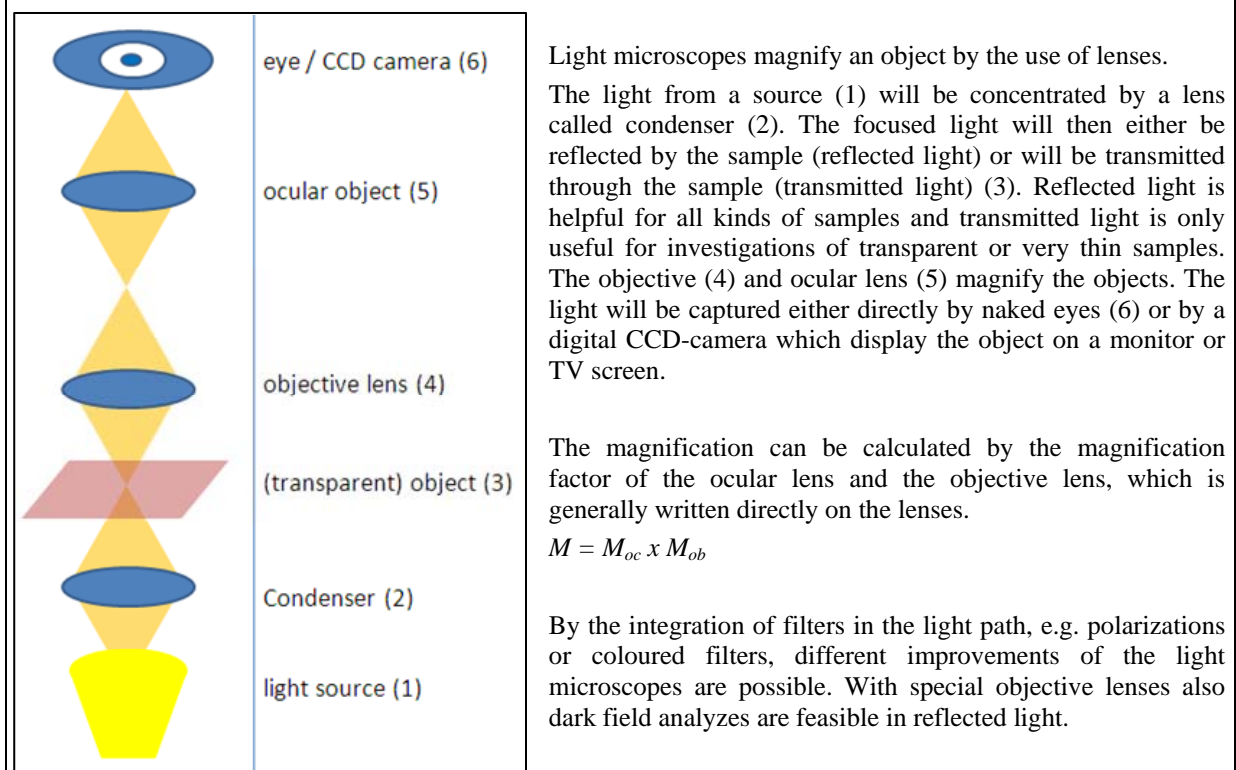 eye / CCD camera (6)
ocular object (5)
objective lens (4)
(transparent) object (3)
Condenser (2)
light source (1)
Light microscopes magnify an object by the use of lenses.
The light from a source (1) will be concentrated by a lens
called condenser (2). The focused light will then either be
reflected by the sample (reflected light) or will be transmitted
through the sample (transmitted light) (3). Reflected light is
helpful for all kinds of samples and transmitted light is only
useful for investigations of transparent or very thin samples.
The objective (4) and ocular lens (5) magnify the objects. The
light will be captured either directly by naked eyes (6) or by a
digital CCD-camera which display the object on a monitor or
TV screen.
The magnification can be calculated by the magnification
factor of the ocular lens and the objective lens, which is
generally written directly on the lenses.
M = Moc x Mob
By the integration of filters in the light path, e.g. polarizations
or coloured filters, different improvements of the light
microscopes are possible. With special objective lenses also
dark field analyzes are feasible in reflected light.